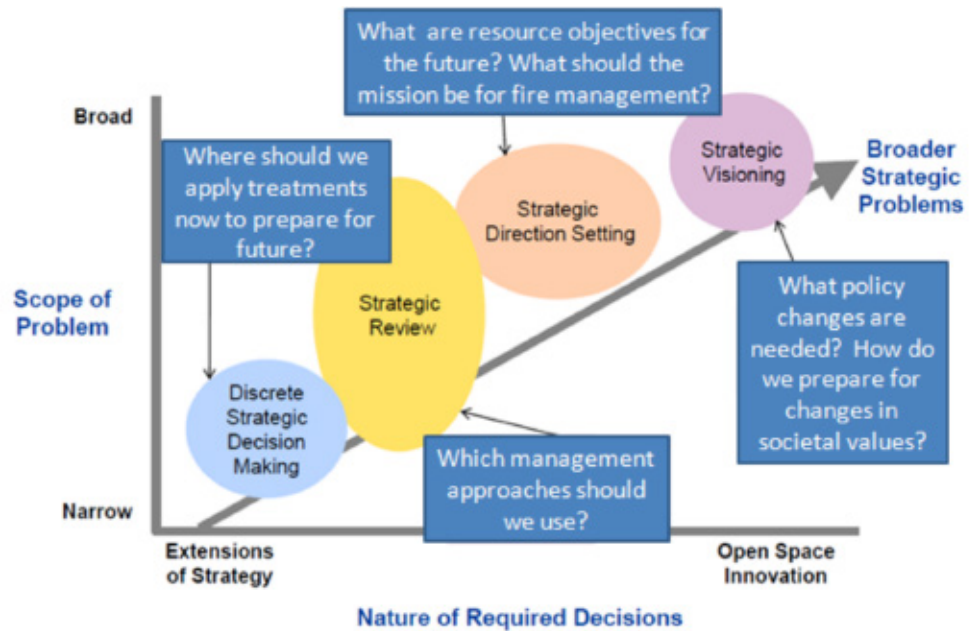 What are resource objectives for
the future? What should the
mission be for fire management?
Broad
Where should we
apply treatments
now to prepare for
future?
Strategic
Visioning
Broader
Strategic
Problems
Strategic
Direction Setting
Scope of
Problem
Strategic
Review
What policy
changes are
needed? How do
we prepare for
changes in
societal values?
Discrete
Strategic
Decision
Making
Which management
approaches should
we use?
Narrow
Extensions
of Strategy
Open Space
Innovation
Nature of Required Decisions